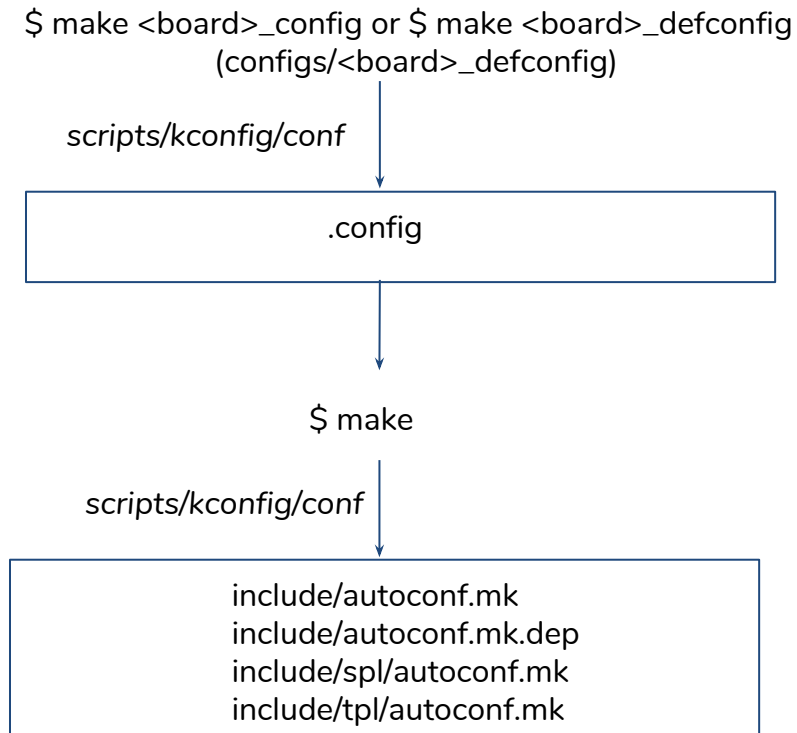 $ make <board>_config or $ make <board>_defconfig
(configs/<board>_defconfig)
scripts/kconfig/conf
.config
$ make
scripts/kconfig/conf
include/autoconf.mk
include/autoconf.mk.dep
include/spl/autoconf.mk
include/tpl/autoconf.mk